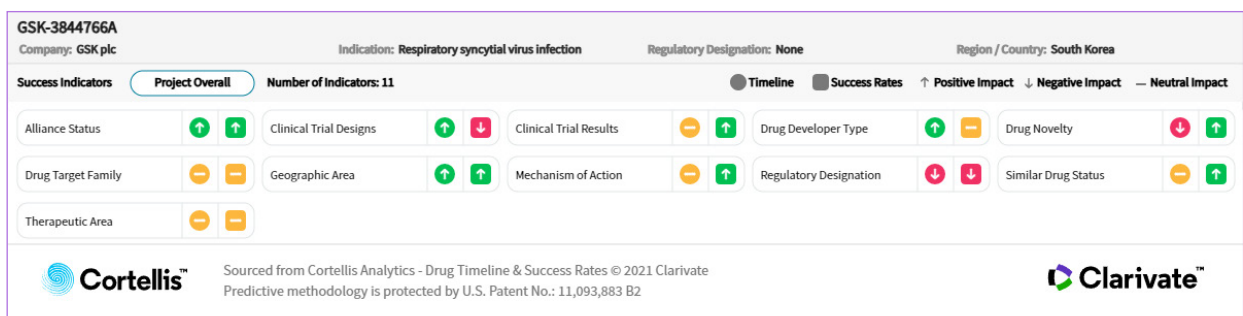 GSK-3844766A
Company: GSK plc Indication: Respiratory syncytial virus infection Regulatory Designation: None Region / Country: South Korea
Success Indicators Project Overall Number of Indicators: 11 Timeline Success Rates ↑ Positive Impact ↓ Negative Impact — Neutral Impact
Alliance Status Clinical Trial Designs Clinical Trial Results Drug Developer Type Drug Novelty
Drug Target Family Geographic Area Mechanism of Action Regulatory Designation Similar Drug Status
Therapeutic Area
Cortellis™ Sourced from Cortellis Analytics - Drug Timeline & Success Rates © 2021 Clarivate Clarivate™
Predictive methodology is protected by U.S. Patent No.: 11,093,883 B2